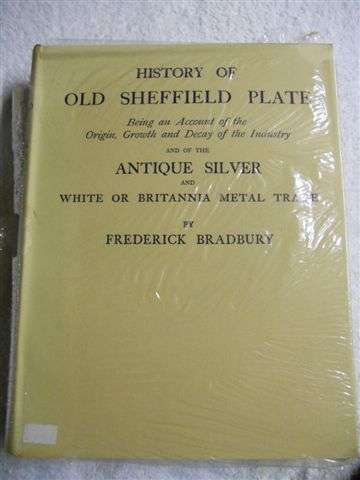 HISTORY OF
OLD SHEFFIELD PLATE
Being an Account of the
Origin, Growth and Decay of the Industry
AND OF THE
ANTIQUE SILVER
AND
WHITE OR BRITANNIA METAL TRADE
BY
FREDERICK BRADBURY